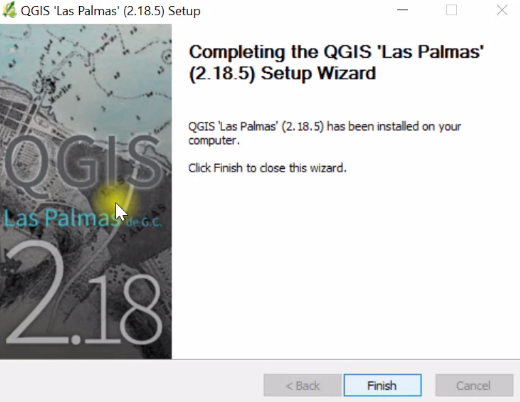 QGIS 'Las Palmas' (2.18.5) Setup
Completing the QGIS 'Las Palmas'
(2.18.5) Setup Wizard
QGIS 'Las Palmas' (2.18.5) has been installed on your
computer.
Click Finish to close this wizard.
QGIS
Las Palmas de G.C.
2.18
< Back
Finish
Cancel